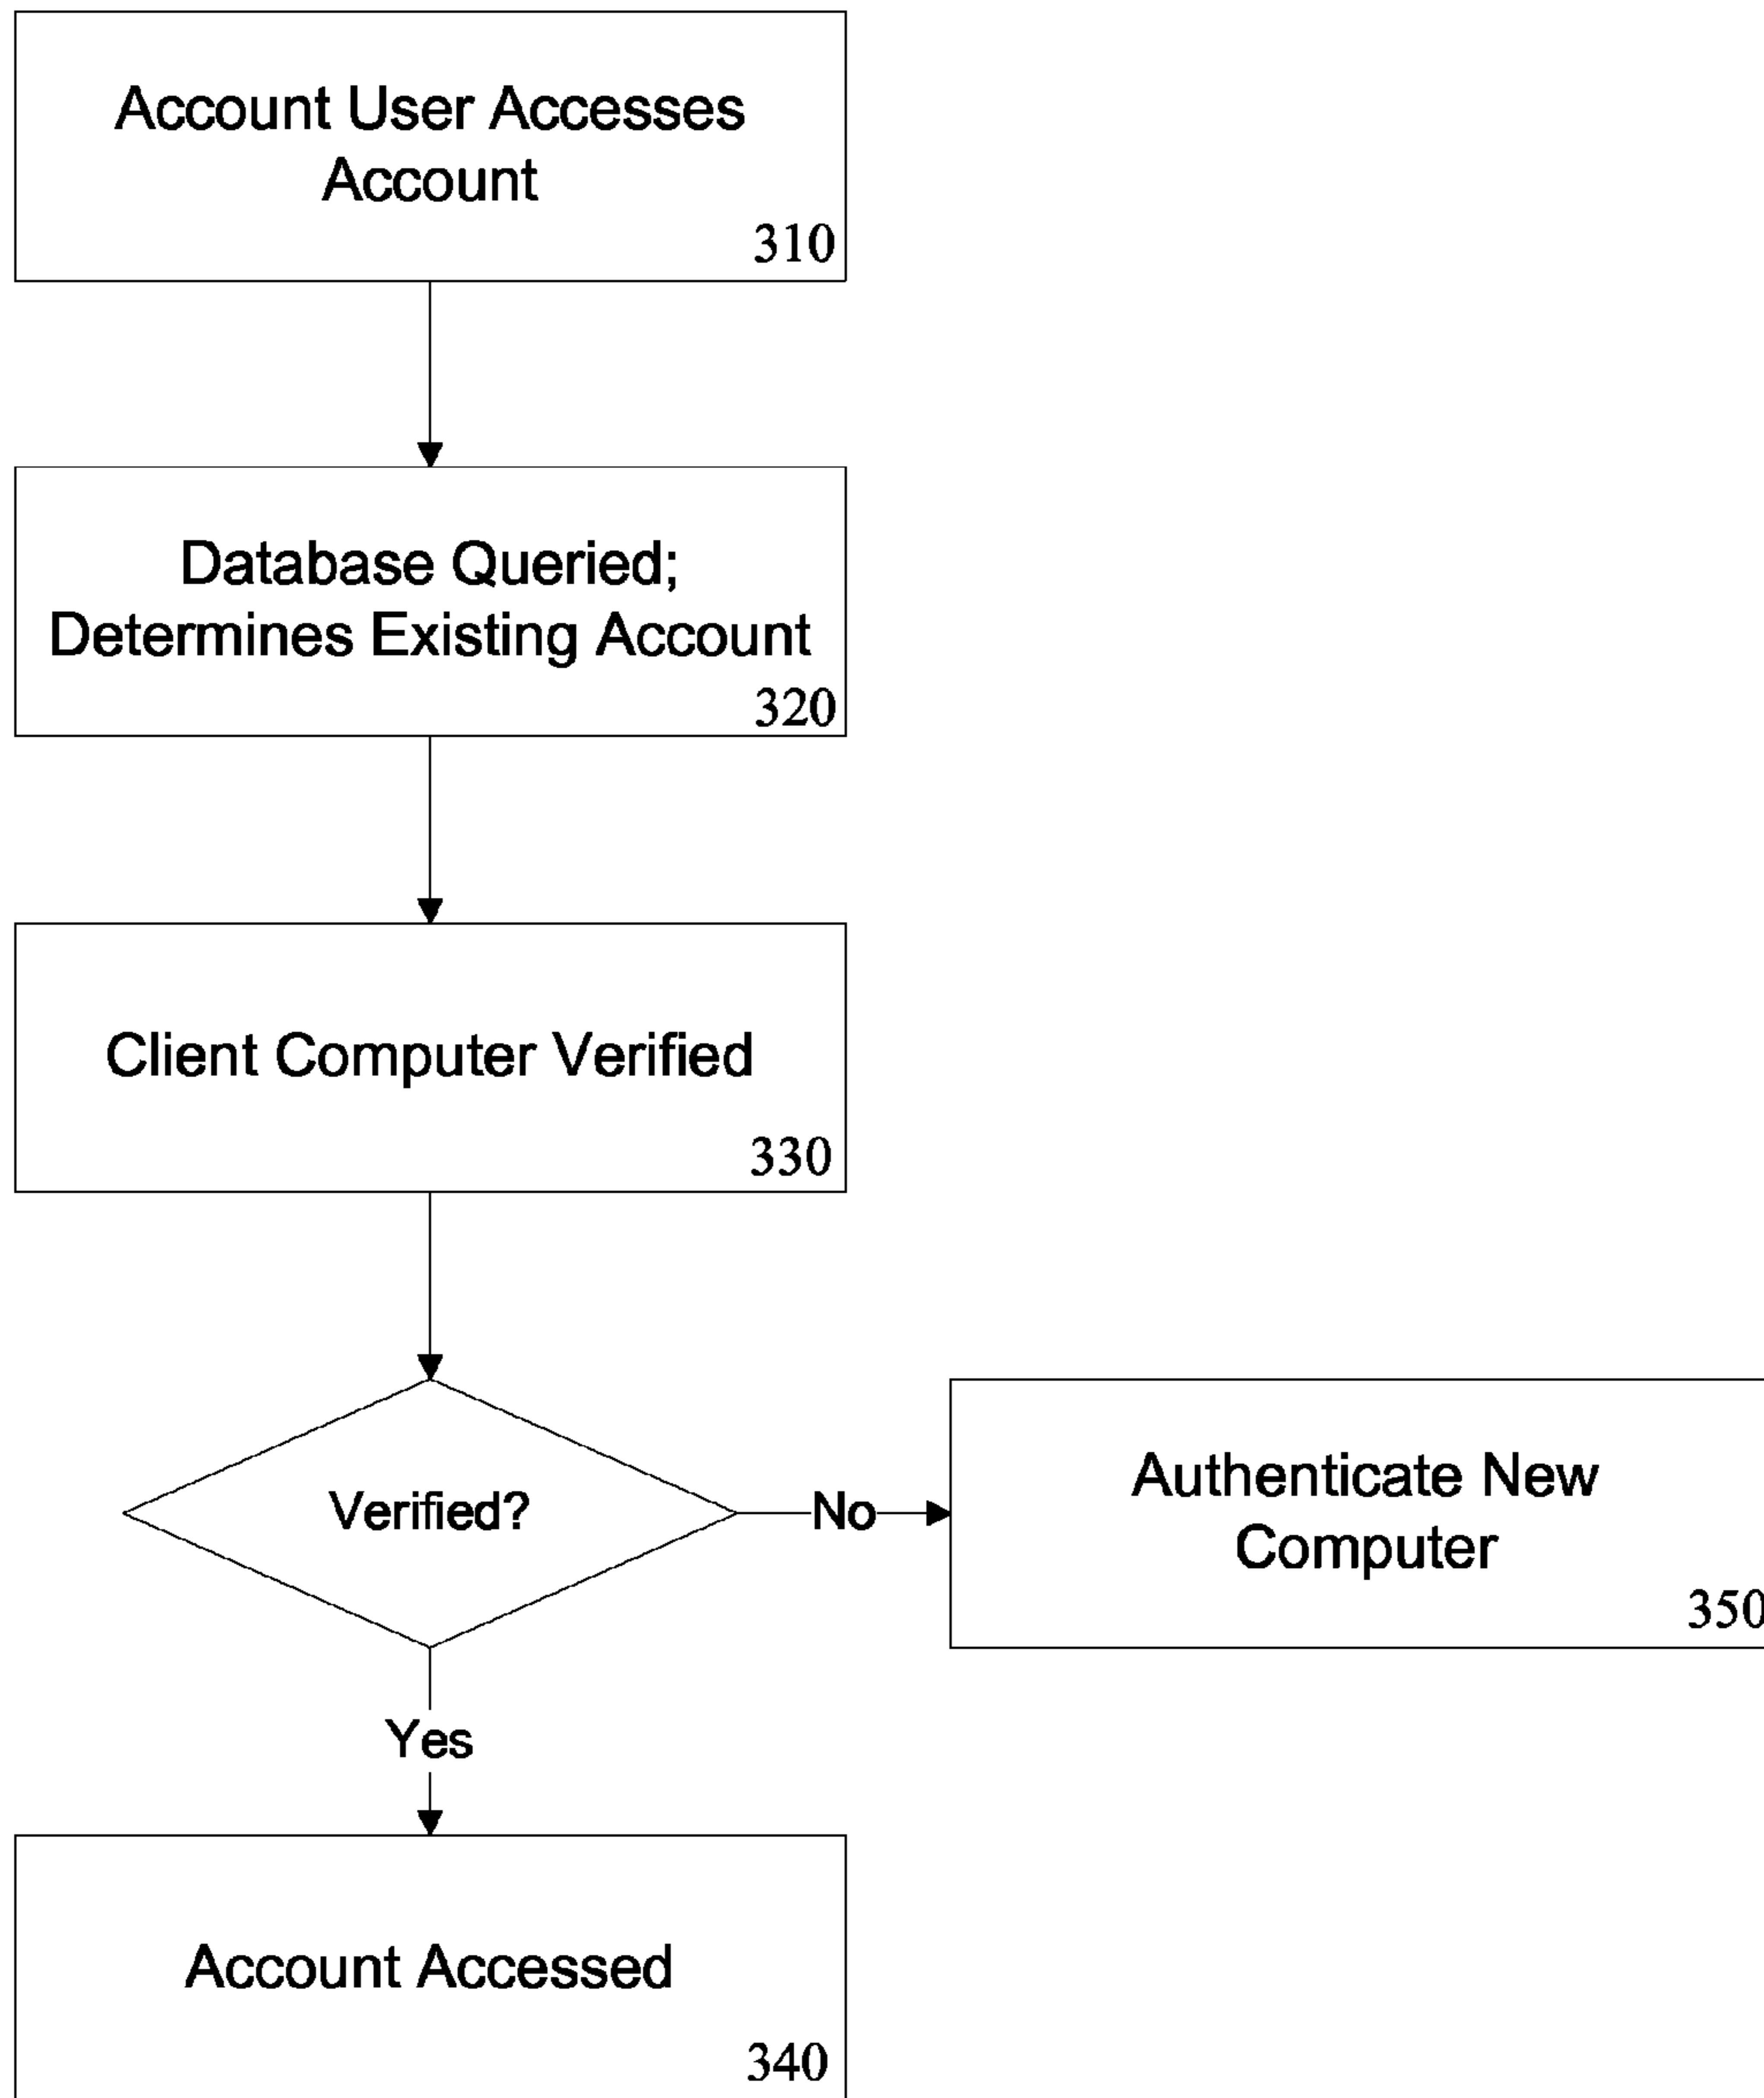 Account User Accesses
Account
310
Database Queried;
Determines Existing Account
320
Client Computer Verified
330
Verified?
No
Authenticate New
Computer
350
Yes
Account Accessed
340